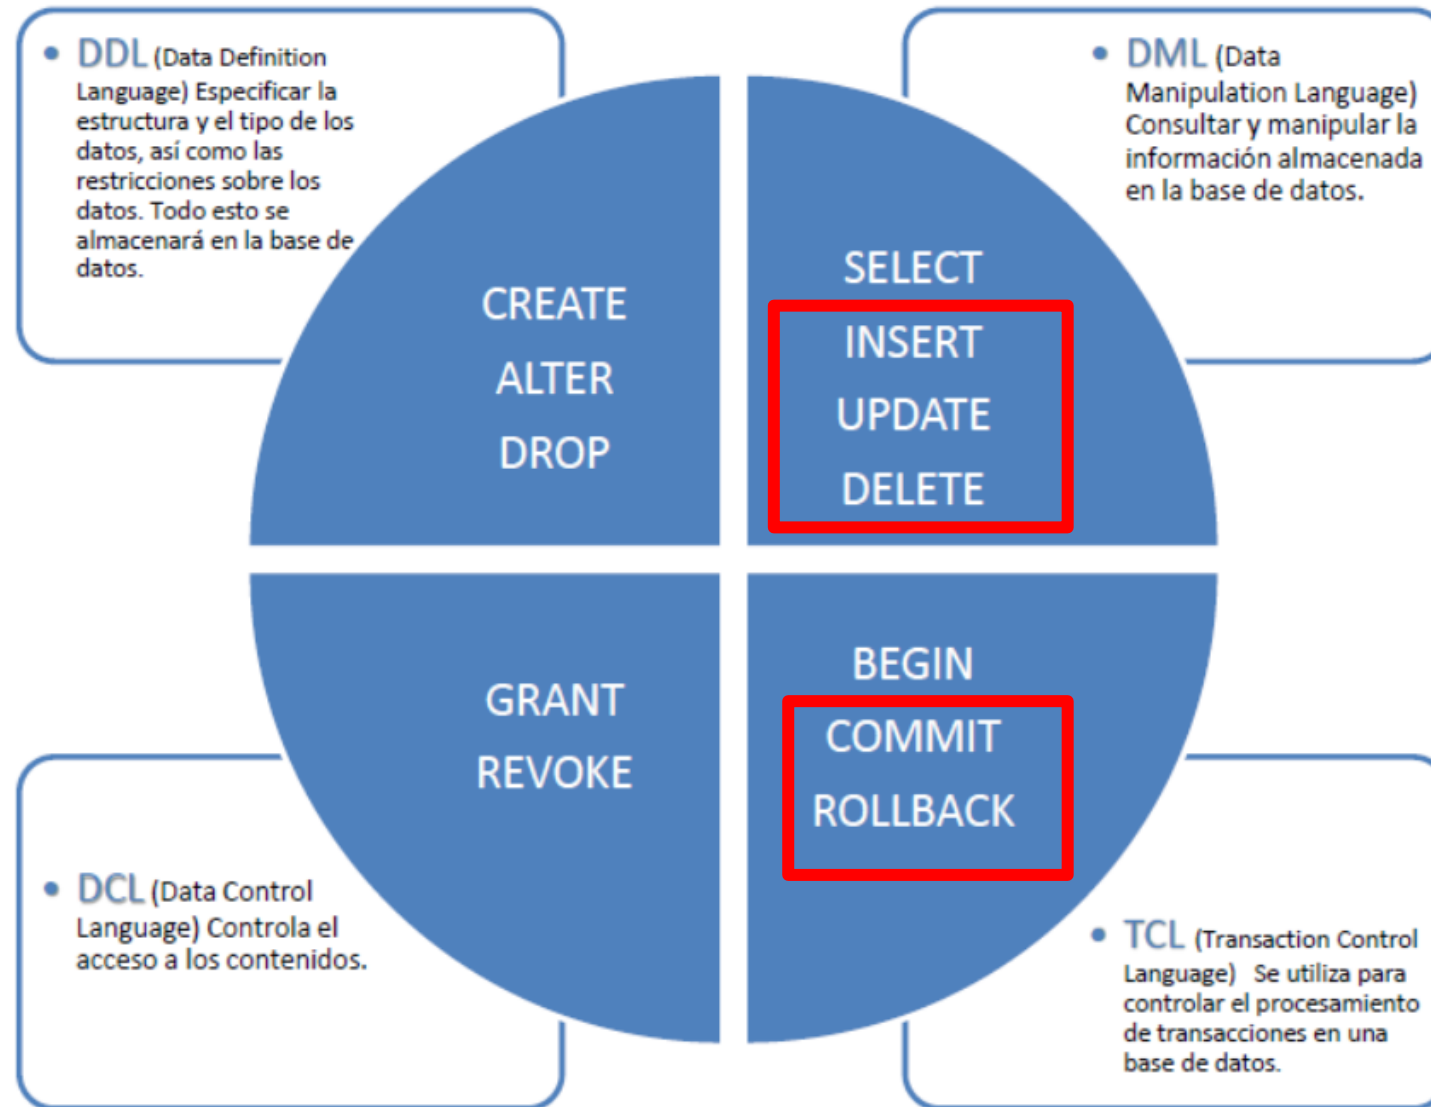 • DDL (Data Definition
Language) Especificar la
estructura y el tipo de los
datos, así como las
restricciones sobre los
datos. Todo esto se
almacenará en la base de
datos.
• DML (Data
Manipulation Language)
Consultar y manipular la
información almacenada
en la base de datos.
CREATE
ALTER
DROP
SELECT
INSERT
UPDATE
DELETE
GRANT
REVOKE
BEGIN
COMMIT
ROLLBACK
• DCL (Data Control
Language) Controla el
acceso a los contenidos.
• TCL (Transaction Control
Language) Se utiliza para
controlar el procesamiento
de transacciones en una
base de datos.